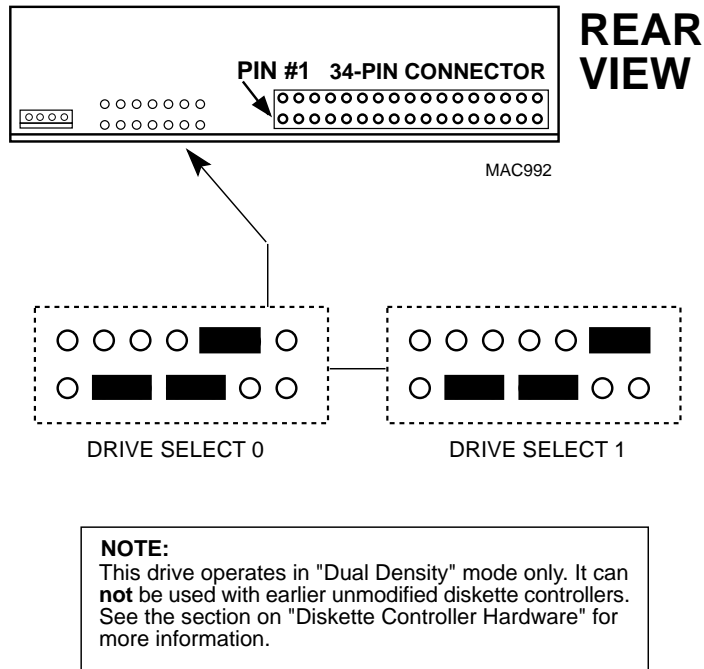 REAR
VIEW
PIN #1 34-PIN CONNECTOR
MAC992
DRIVE SELECT 0
DRIVE SELECT 1
NOTE:
This drive operates in "Dual Density" mode only. It can
not be used with earlier unmodified diskette controllers.
See the section on "Diskette Controller Hardware" for
more information.